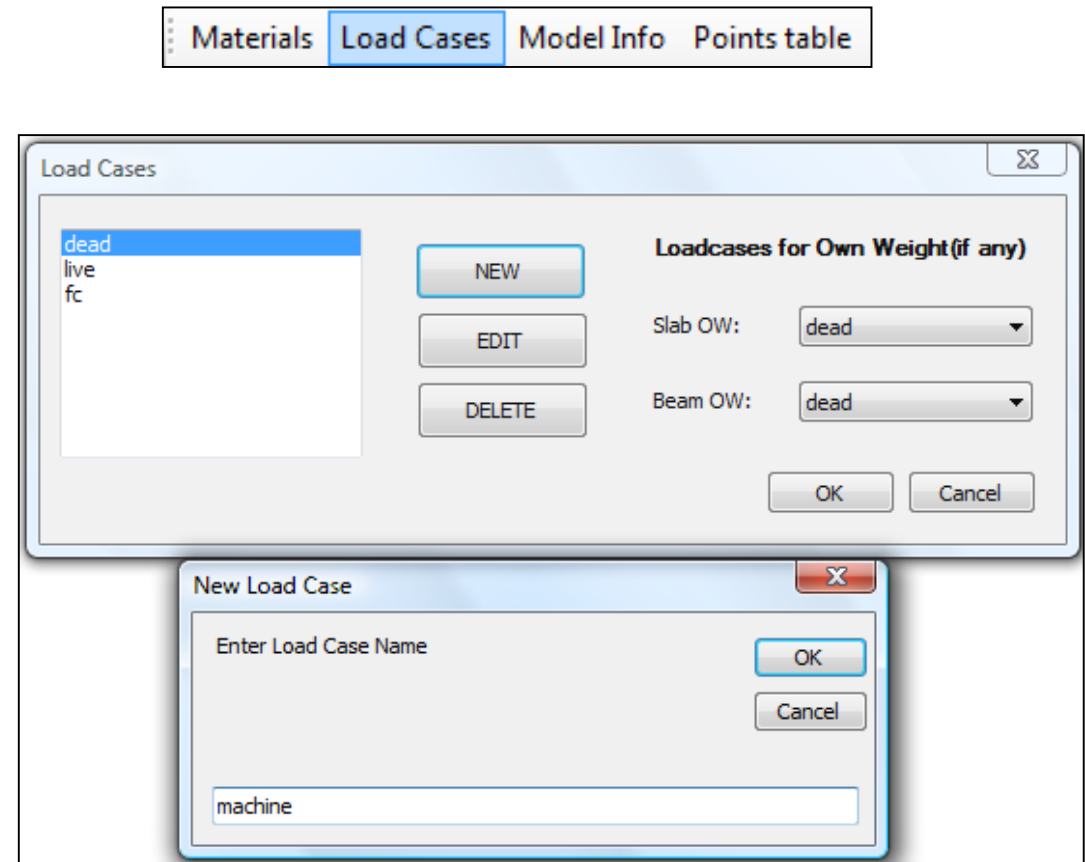 Materials Load Cases Model Info Points table
Load Cases
dead
live
fc
NEW
EDIT
DELETE
Loadcases for Own Weight(if any)
Slab OW: dead
Beam OW: dead
OK Cancel
New Load Case
Enter Load Case Name
OK
Cancel
machine